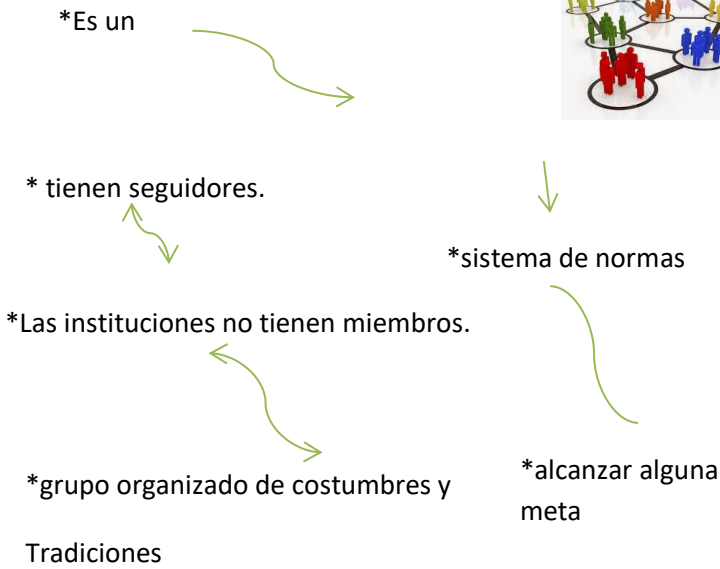 *Es un
* tienen seguidores.
*sistema de normas
*Las instituciones no tienen miembros.
*grupo organizado de costumbres y
Tradiciones
*alcanzar alguna
meta